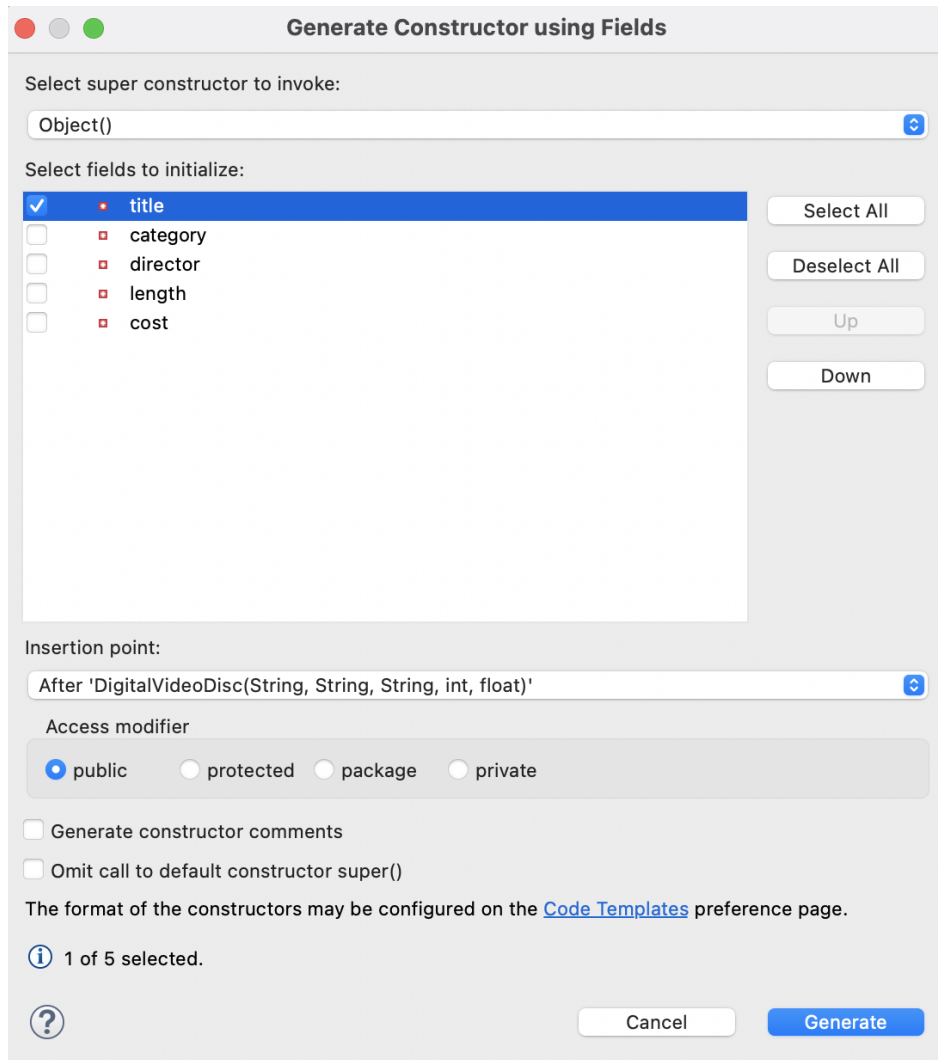 Generate Constructor using Fields
Select super constructor to invoke:
Object()
Select fields to initialize:
title
category
director
length
cost
Select All
Deselect All
Up
Down
Insertion point:
After 'DigitalVideoDisc(String, String, String, int, float)'
Access modifier
public protected package private
Generate constructor comments
Omit call to default constructor super()
The format of the constructors may be configured on the Code Templates preference page.
1 of 5 selected.
Cancel Generate